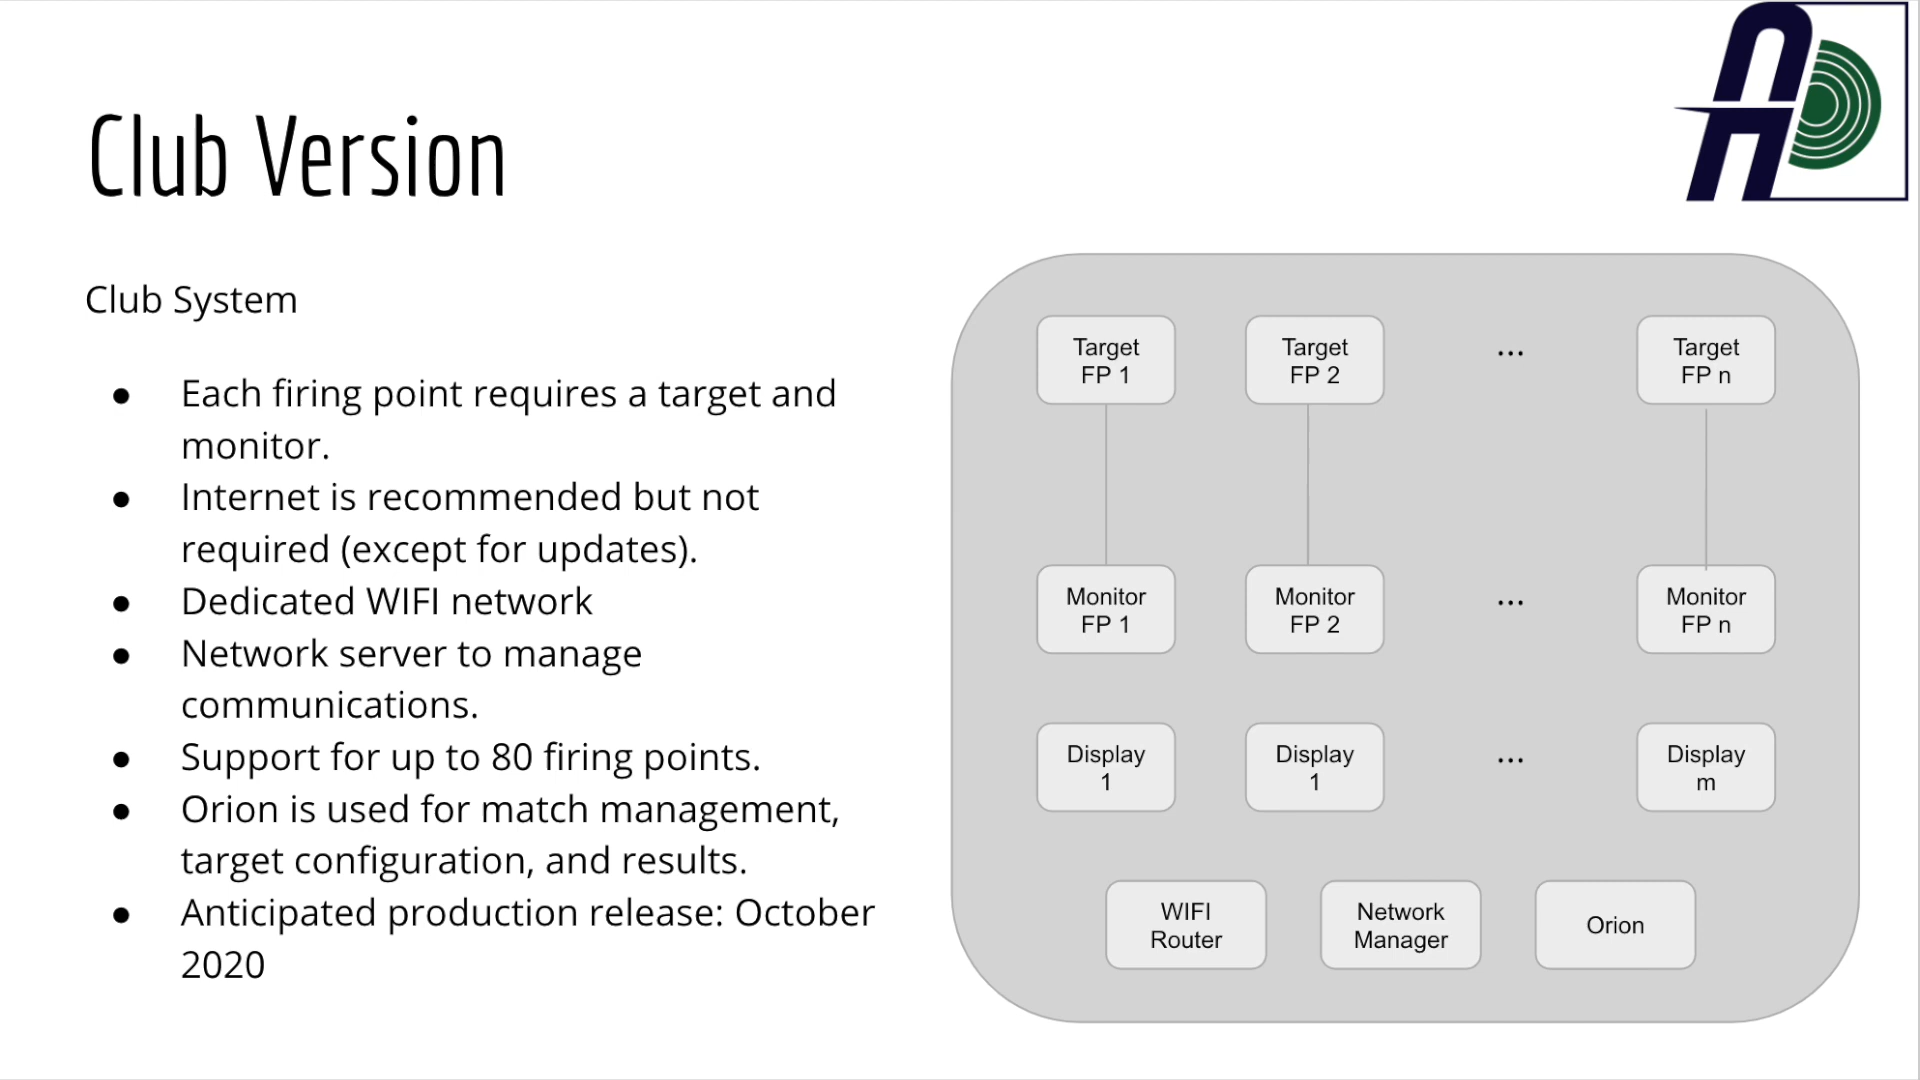 Club Version
Club System
● Each firing point requires a target and
monitor.
● Internet is recommended but not
required (except for updates).
● Dedicated WIFI network
● Network server to manage
communications.
● Support for up to 80 firing points.
● Orion is used for match management,
target configuration, and results.
● Anticipated production release: October
2020
Target
FP 1
Target
FP 2
...
Target
FP n
Monitor
FP 1
Monitor
FP 2
...
Monitor
FP n
Display
1
Display
1
...
Display
m
WIFI
Router
Network
Manager
Orion